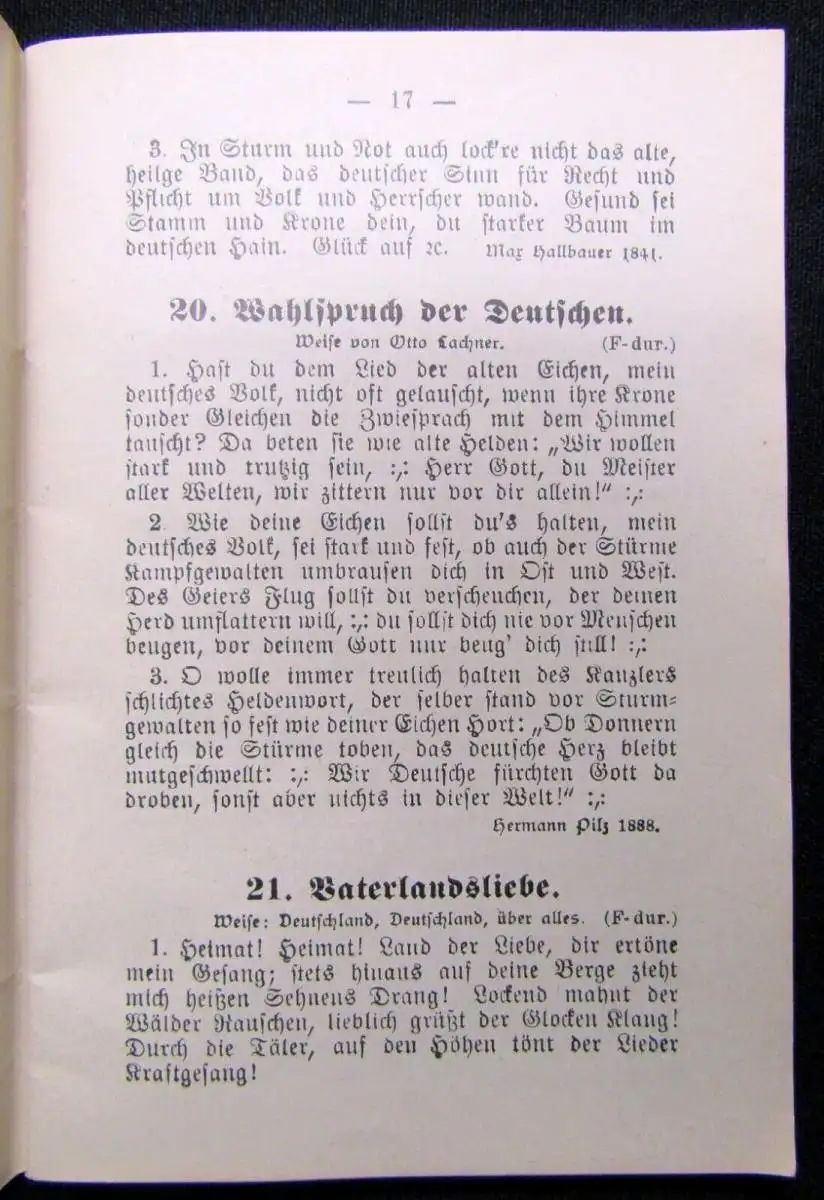 — 17 —
3. In Sturm und Not auch lock're nicht das alte,
heilge Band, das deutscher Sinn für Recht und
Pflicht um Volk und Herrscher wand. Gesund sei
Stamm und Krone dein, du starker Baum im
deutschen Hain. Glück auf ꝛc. Max Hallbauer 1841.
20. Wahlspruch der Deutschen.
Weise von Otto Lachner. (F-dur.)
1. Hast du dem Lied der alten Eichen, mein
deutsches Volk, nicht oft gelauscht, wenn ihre Krone
sonder Gleichen die Zwiesprach mit dem Himmel
tauscht? Da beten sie wie alte Helden: „Wir wollen
stark und trutzig sein, :,: Herr Gott, du Meister
aller Welten, wir zittern nur vor dir allein!“ :,:
2. Wie deine Eichen sollst du's halten, mein
deutsches Volk, sei stark und fest, ob auch der Stürme
Kampfgewalten umbrausen dich in Ost und West.
Des Geiers Flug sollst du verscheuchen, der deinen
Herd umflattern will, :,: du sollst dich nie vor Menschen
beugen, vor deinem Gott nur beug' dich still! :,:
3. O wolle immer treulich halten des Kanzlers
schlichtes Heldenwort, der selber stand vor Sturm-
gewalten so fest wie deiner Eichen Hort: „Ob Donnern
gleich die Stürme toben, das deutsche Herz bleibt
mutgeschwellt: :,: Wir Deutsche fürchten Gott da
droben, sonst aber nichts in dieser Welt!“ :,:
Hermann Pilz 1888.
21. Vaterlandsliebe.
Weise: Deutschland, Deutschland, über alles. (F-dur.)
1. Heimat! Heimat! Land der Liebe, dir ertöne
mein Gesang; stets hinaus auf deine Berge zieht
mich heißen Sehnens Drang! Lockend mahnt der
Wälder Rauschen, lieblich grüßt der Glocken Klang!
Durch die Täler, auf den Höhen tönt der Lieder
Kraftgesang!